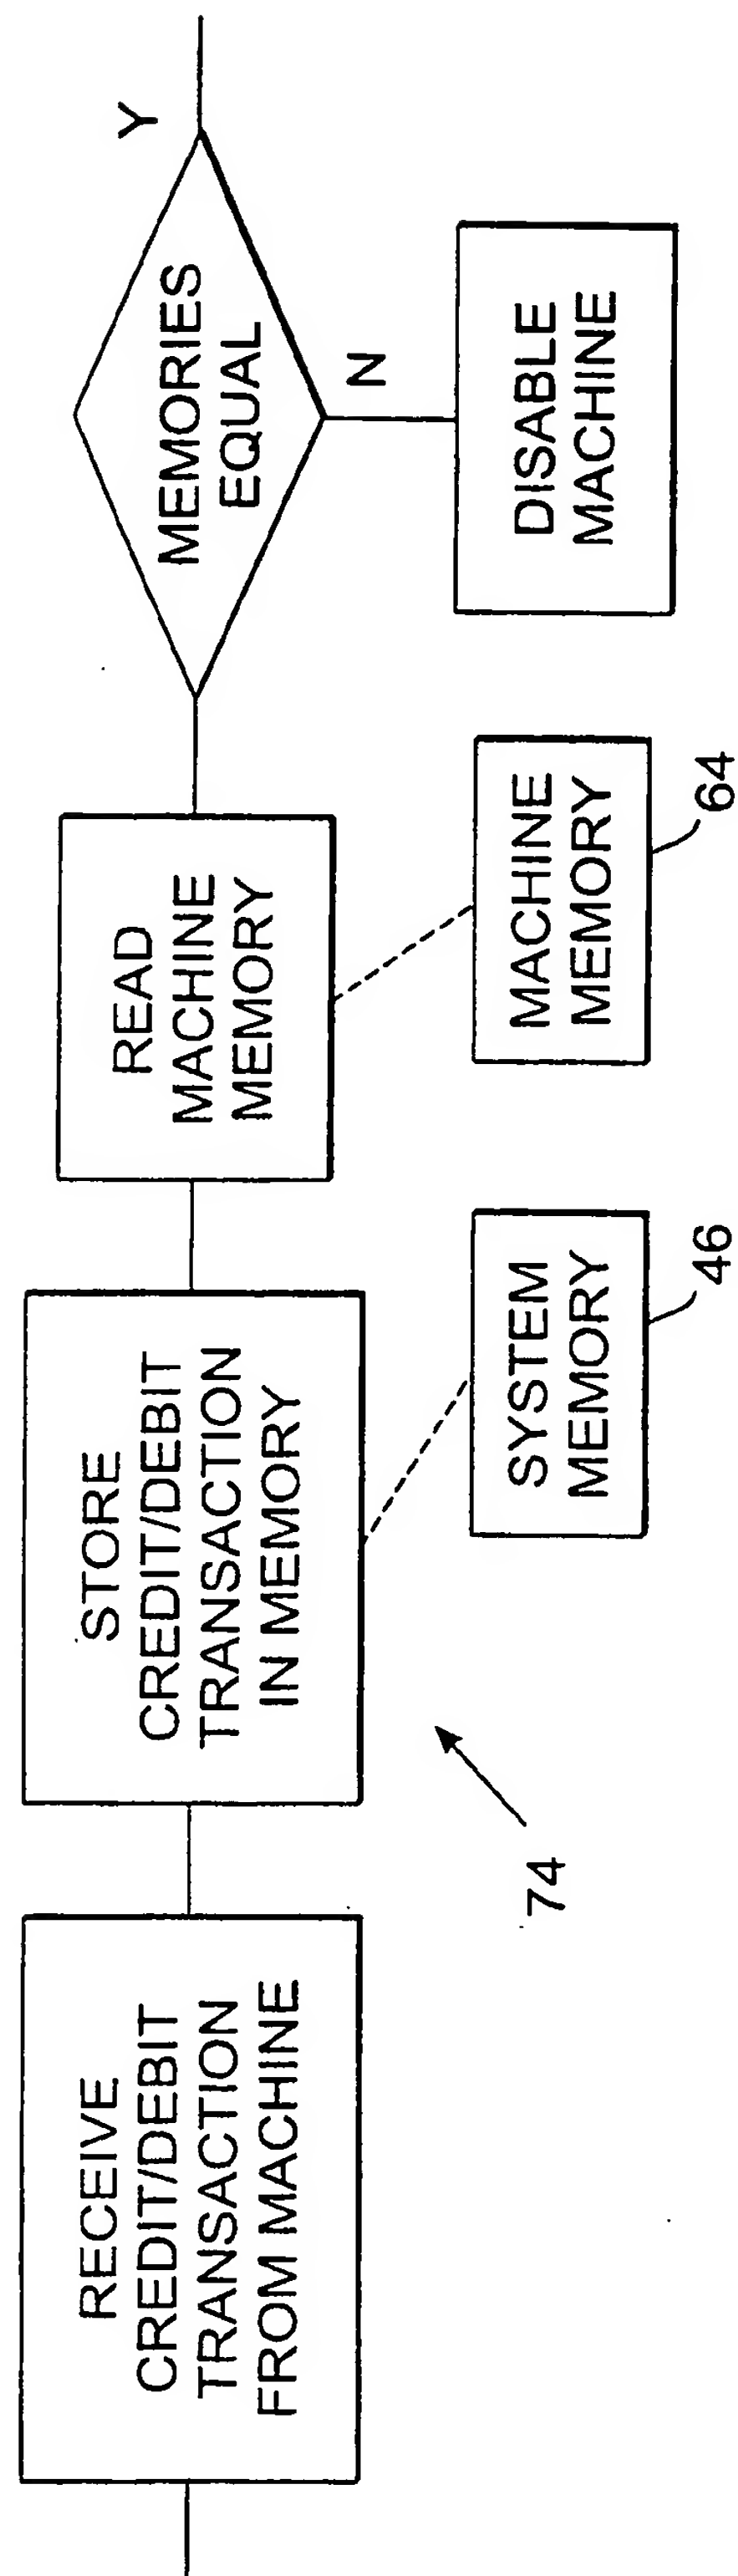 RECEIVE
CREDIT/DEBIT
TRANSACTION
FROM MACHINE
STORE
CREDIT/DEBIT
TRANSACTION
IN MEMORY
READ
MACHINE
MEMORY
MEMORIES
EQUAL
Y
N
74
SYSTEM
MEMORY
46
MACHINE
MEMORY
64
DISABLE
MACHINE